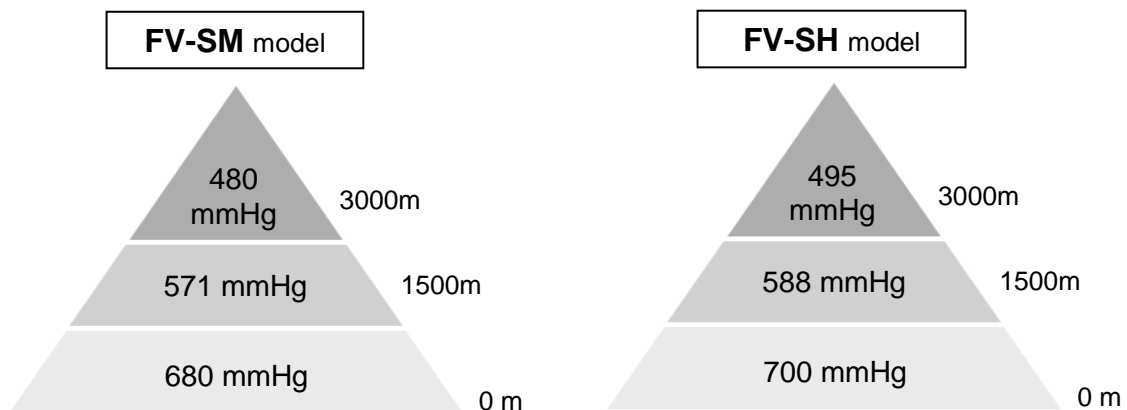 FV-SM model
480
mmHg
3000m
571 mmHg
1500m
680 mmHg
0 m
FV-SH model
495
mmHg
3000m
588 mmHg
1500m
700 mmHg
0 m